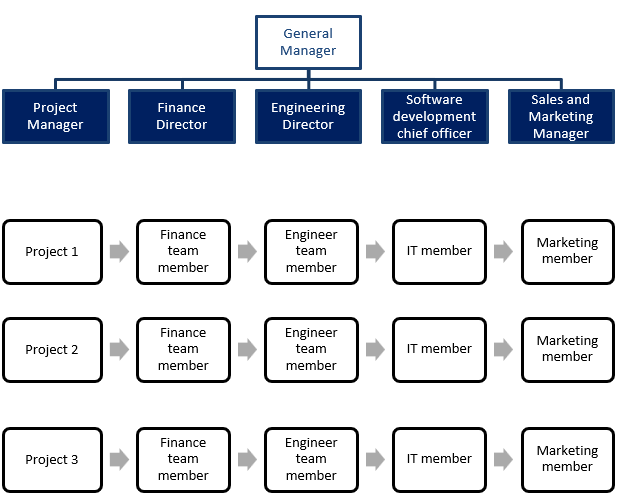 General
Manager
Project
Manager
Finance
Director
Engineering
Director
Software
development
chief officer
Sales and
Marketing
Manager
Project 1
Finance
team
member
Engineer
team
member
IT member
Marketing
member
Project 2
Finance
team
member
Engineer
team
member
IT member
Marketing
member
Project 3
Finance
team
member
Engineer
team
member
IT member
Marketing
member